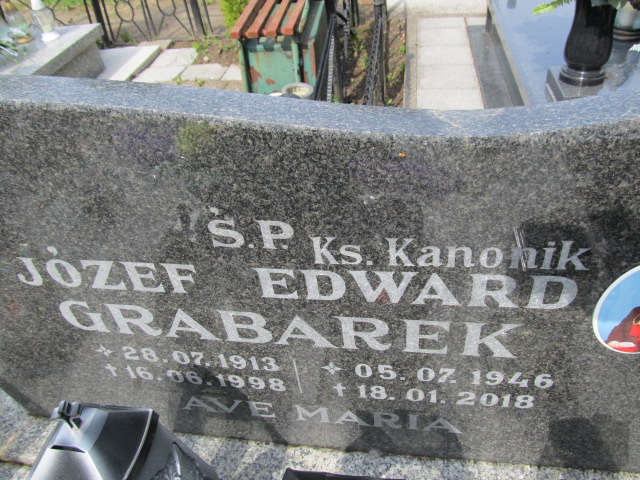 Ś.P. Ks. Kanonik
JÓZEF EDWARD
GRABAREK
✧ 28.07.1913 ✧ 05.07.1946
✝ 16.06.1998 ✝ 18.01.2018
AVE MARIA